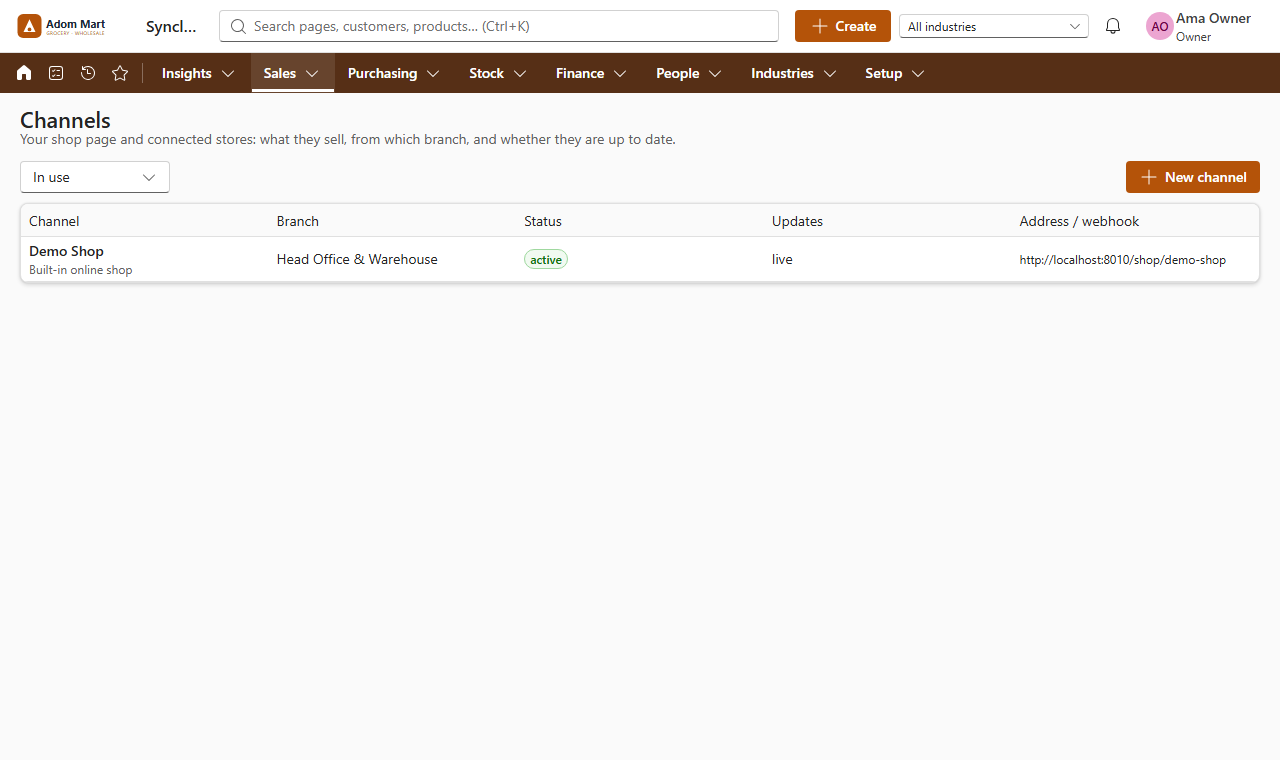 Adom Mart
GROCERY · WHOLESALE
Syncl...
Search pages, customers, products... (Ctrl+K)
Create
All industries
AO
Ama Owner
Owner
Insights
Sales
Purchasing
Stock
Finance
People
Industries
Setup
Channels
Your shop page and connected stores: what they sell, from which branch, and whether they are up to date.
In use
New channel
Channel Branch Status Updates Address / webhook
Demo Shop
Built-in online shop
Head Office & Warehouse
active
live
http://localhost:8010/shop/demo-shop